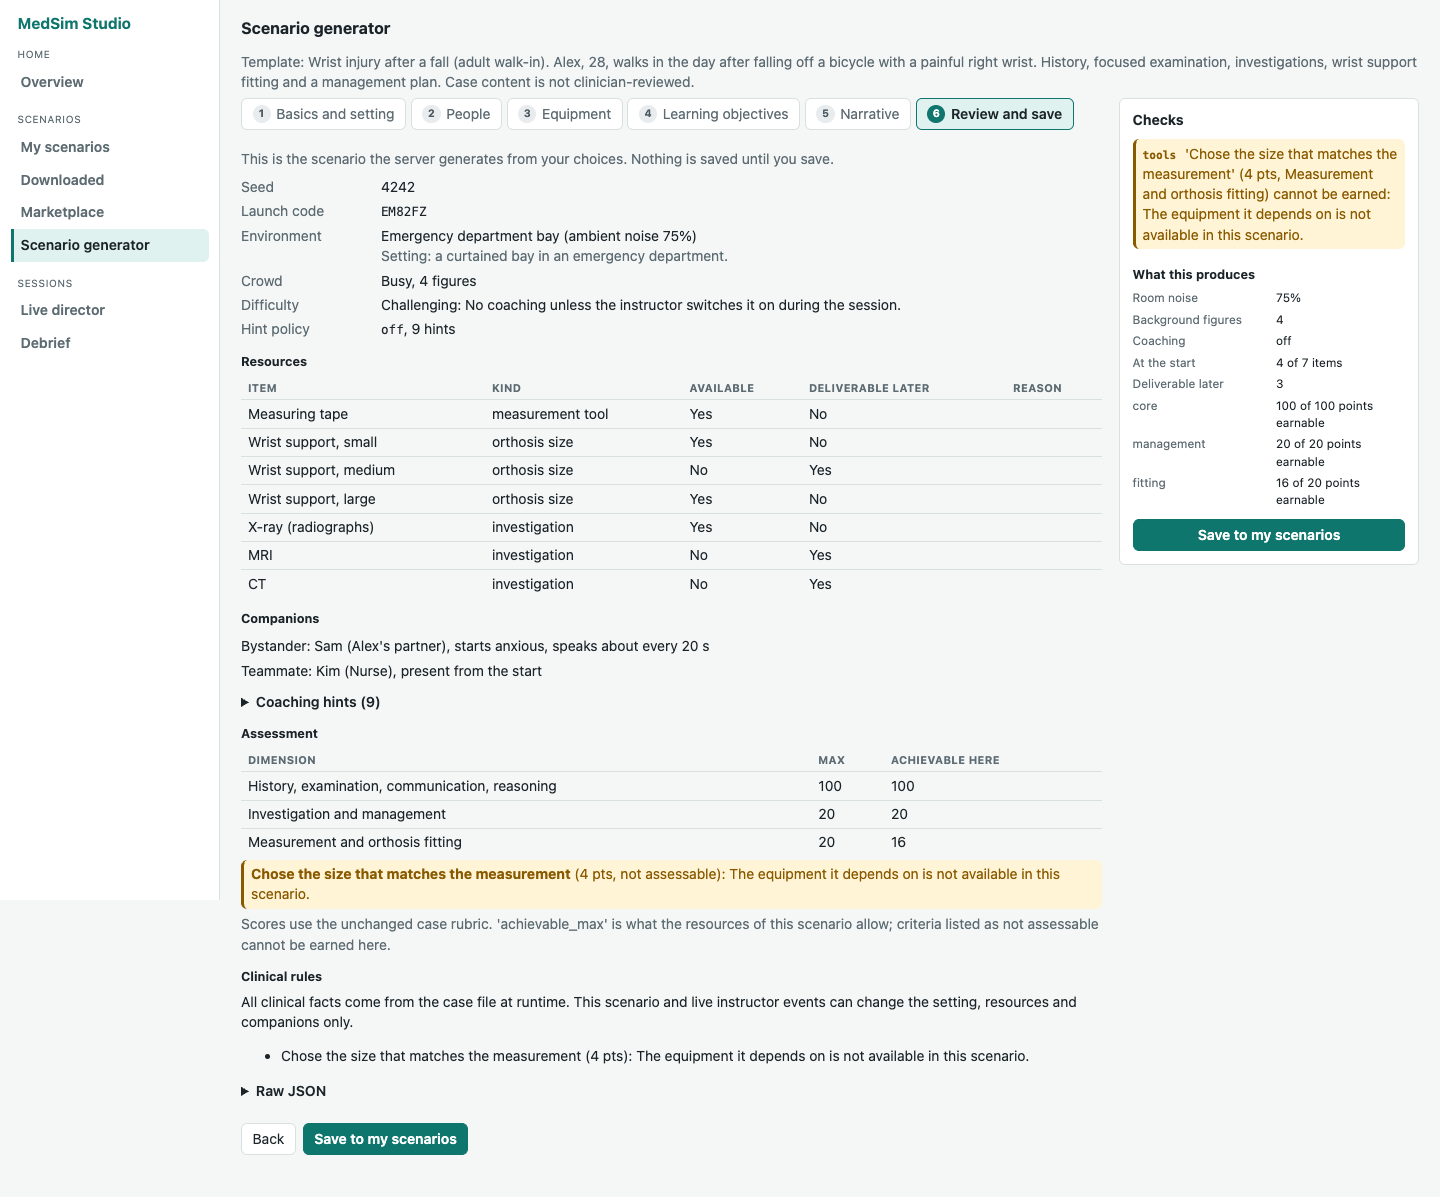 MedSim Studio
HOME
Overview
SCENARIOS
My scenarios
Downloaded
Marketplace
Scenario generator
SESSIONS
Live director
Debrief
Scenario generator
Template: Wrist injury after a fall (adult walk-in). Alex, 28, walks in the day after falling off a bicycle with a painful right wrist. History, focused examination, investigations, wrist support
fitting and a management plan. Case content is not clinician-reviewed.
1 Basics and setting 2 People 3 Equipment 4 Learning objectives 5 Narrative 6 Review and save
This is the scenario the server generates from your choices. Nothing is saved until you save.
Seed 4242
Launch code EM82FZ
Environment Emergency department bay (ambient noise 75%)
Setting: a curtained bay in an emergency department.
Crowd Busy, 4 figures
Difficulty Challenging: No coaching unless the instructor switches it on during the session.
Hint policy off, 9 hints
Resources
ITEM KIND AVAILABLE DELIVERABLE LATER REASON
Measuring tape measurement tool Yes No
Wrist support, small orthosis size Yes No
Wrist support, medium orthosis size No Yes
Wrist support, large orthosis size Yes No
X-ray (radiographs) investigation Yes No
MRI investigation No Yes
CT investigation No Yes
Companions
Bystander: Sam (Alex's partner), starts anxious, speaks about every 20 s
Teammate: Kim (Nurse), present from the start
Coaching hints (9)
Assessment
DIMENSION MAX ACHIEVABLE HERE
History, examination, communication, reasoning 100 100
Investigation and management 20 20
Measurement and orthosis fitting 20 16
Chose the size that matches the measurement (4 pts, not assessable): The equipment it depends on is not available in this
scenario.
Scores use the unchanged case rubric. 'achievable_max' is what the resources of this scenario allow; criteria listed as not assessable
cannot be earned here.
Clinical rules
All clinical facts come from the case file at runtime. This scenario and live instructor events can change the setting, resources and
companions only.
• Chose the size that matches the measurement (4 pts): The equipment it depends on is not available in this scenario.
Raw JSON
Back Save to my scenarios
Checks
tools 'Chose the size that matches the
measurement' (4 pts, Measurement
and orthosis fitting) cannot be earned:
The equipment it depends on is not
available in this scenario.
What this produces
Room noise 75%
Background figures 4
Coaching off
At the start 4 of 7 items
Deliverable later 3
core 100 of 100 points
earnable
management 20 of 20 points
earnable
fitting 16 of 20 points
earnable
Save to my scenarios